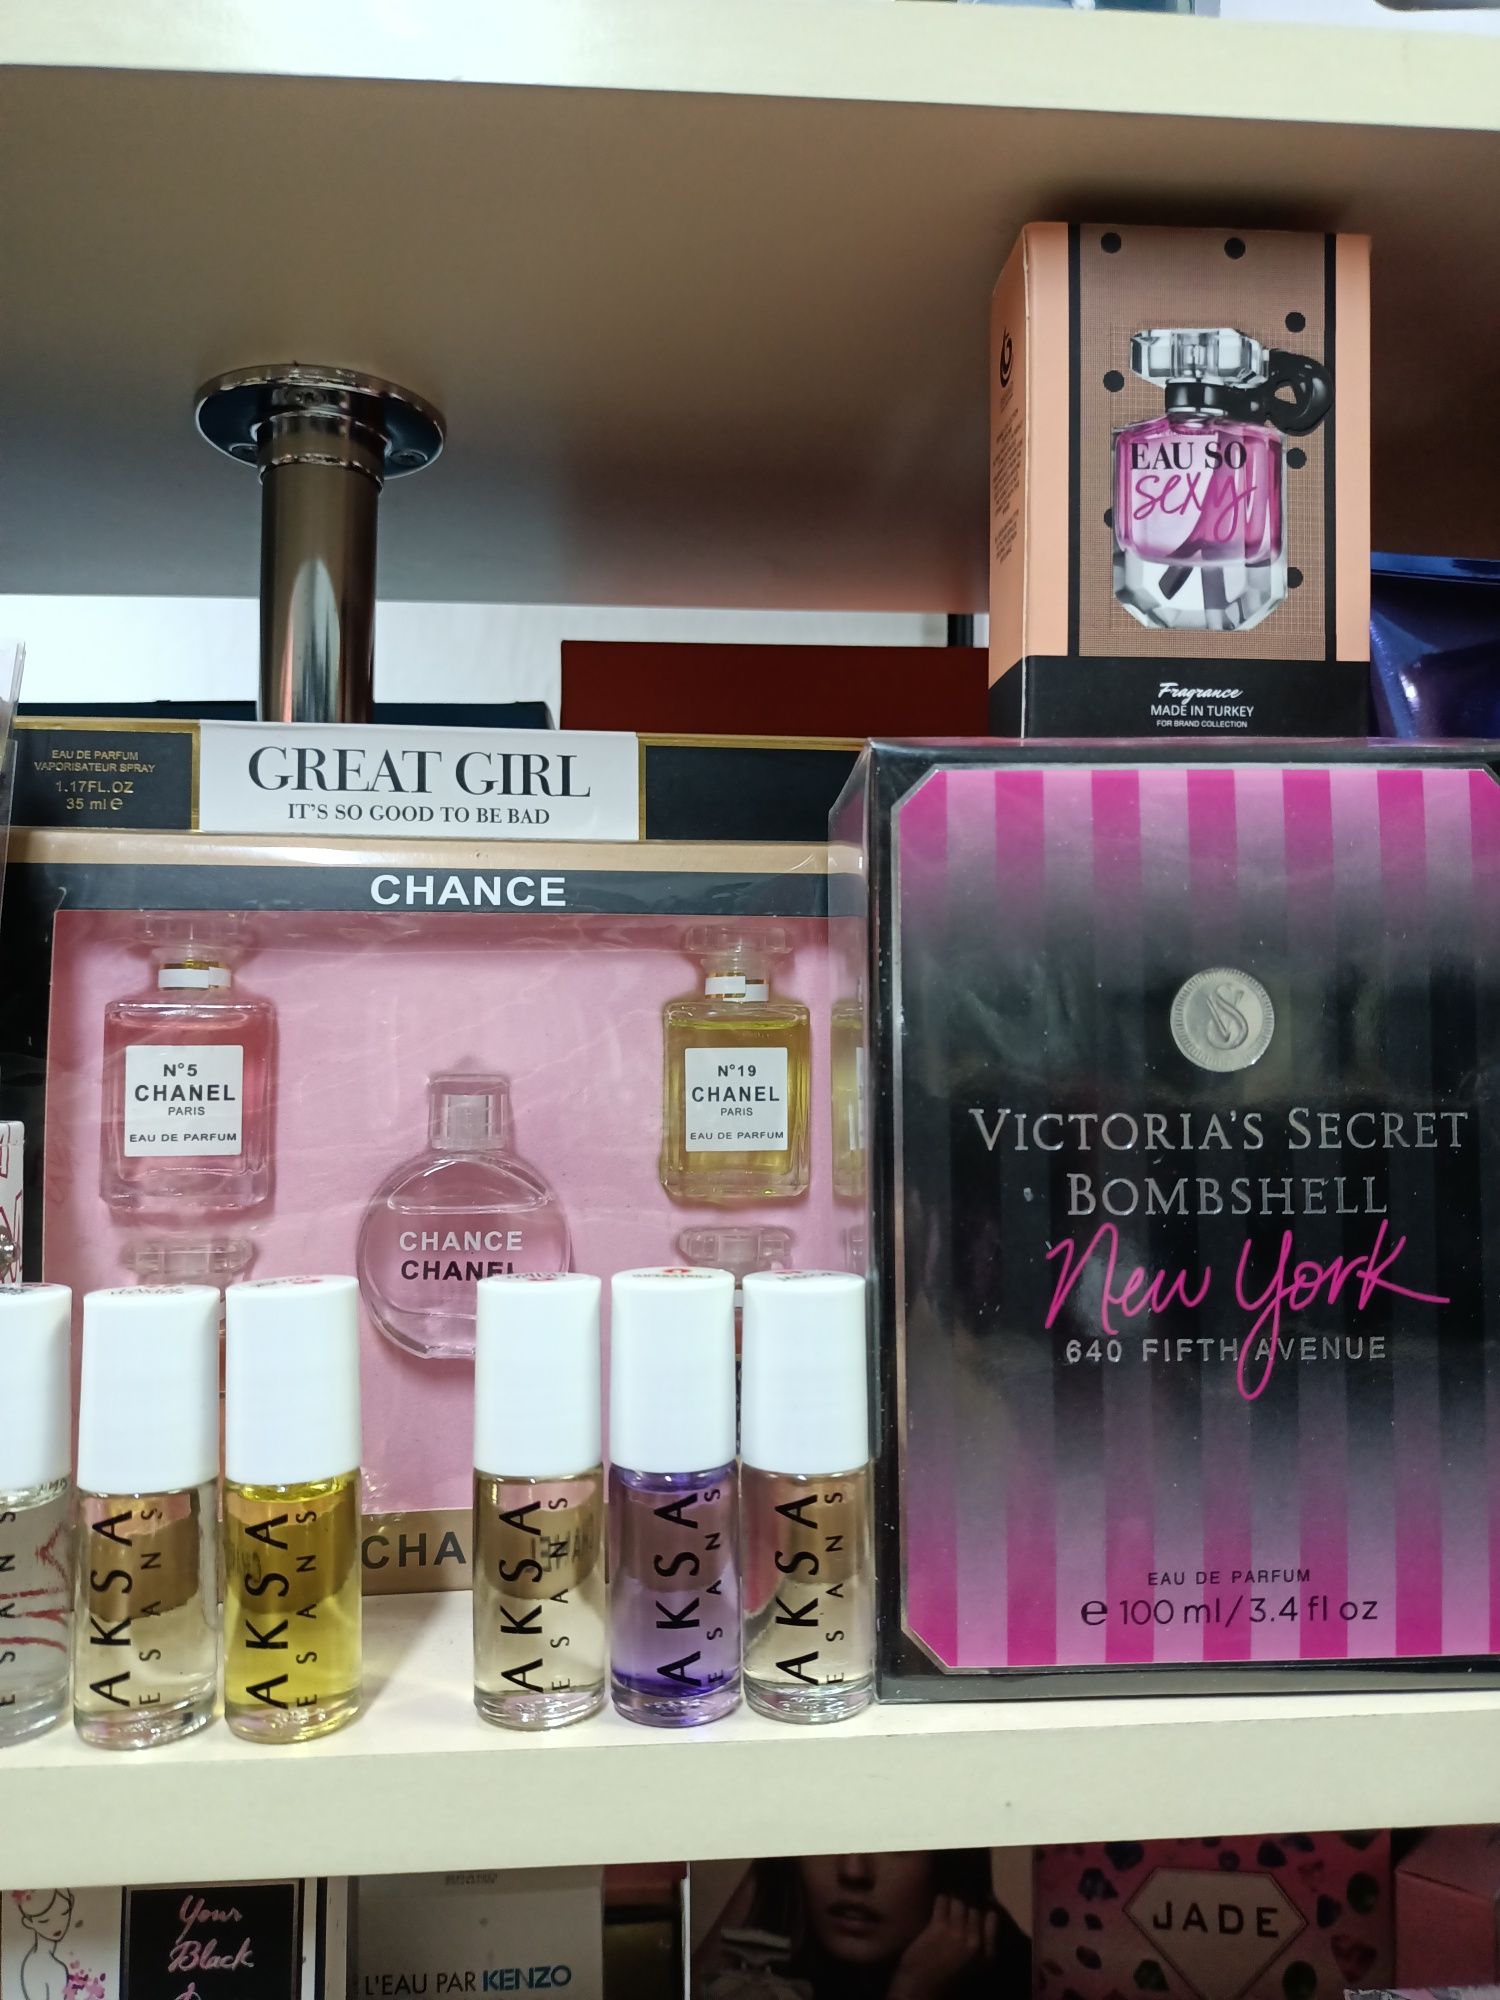 EAU SO
sexy
Fragrance
MADE IN TURKEY
FOR BRAND COLLECTION
EAU DE PARFUM
VAPORISATEUR SPRAY
1.17FL.OZ
35 ml e
GREAT GIRL
IT'S SO GOOD TO BE BAD
CHANCE
N°5
CHANEL
PARIS
EAU DE PARFUM
N°19
CHANEL
PARIS
EAU DE PARFUM
CHANCE
CHANEL
CHA
VS
VICTORIA'S SECRET
BOMBSHELL
New York
640 FIFTH AVENUE
EAU DE PARFUM
e 100 ml/3.4 fl oz
ESANS
AKSA
ESANS
AKSA
ESANS
AKSA
ESANS
AKSA
ESANS
AKSA
ESANS
Your
Black
L'EAU PAR KENZO
JADE